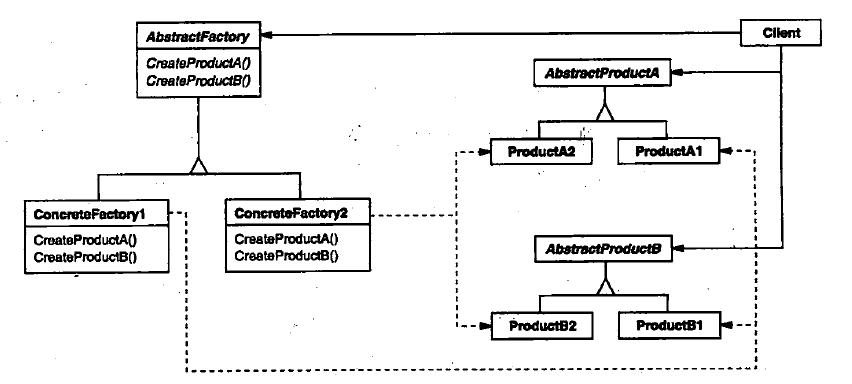 AbstractFactory
CreateProductA()
CreateProductB()
Client
AbstractProductA
ProductA2
ProductA1
ConcreteFactory1
CreateProductA()
CreateProductB()
ConcreteFactory2
CreateProductA()
CreateProductB()
AbstractProductB
ProductB2
ProductB1